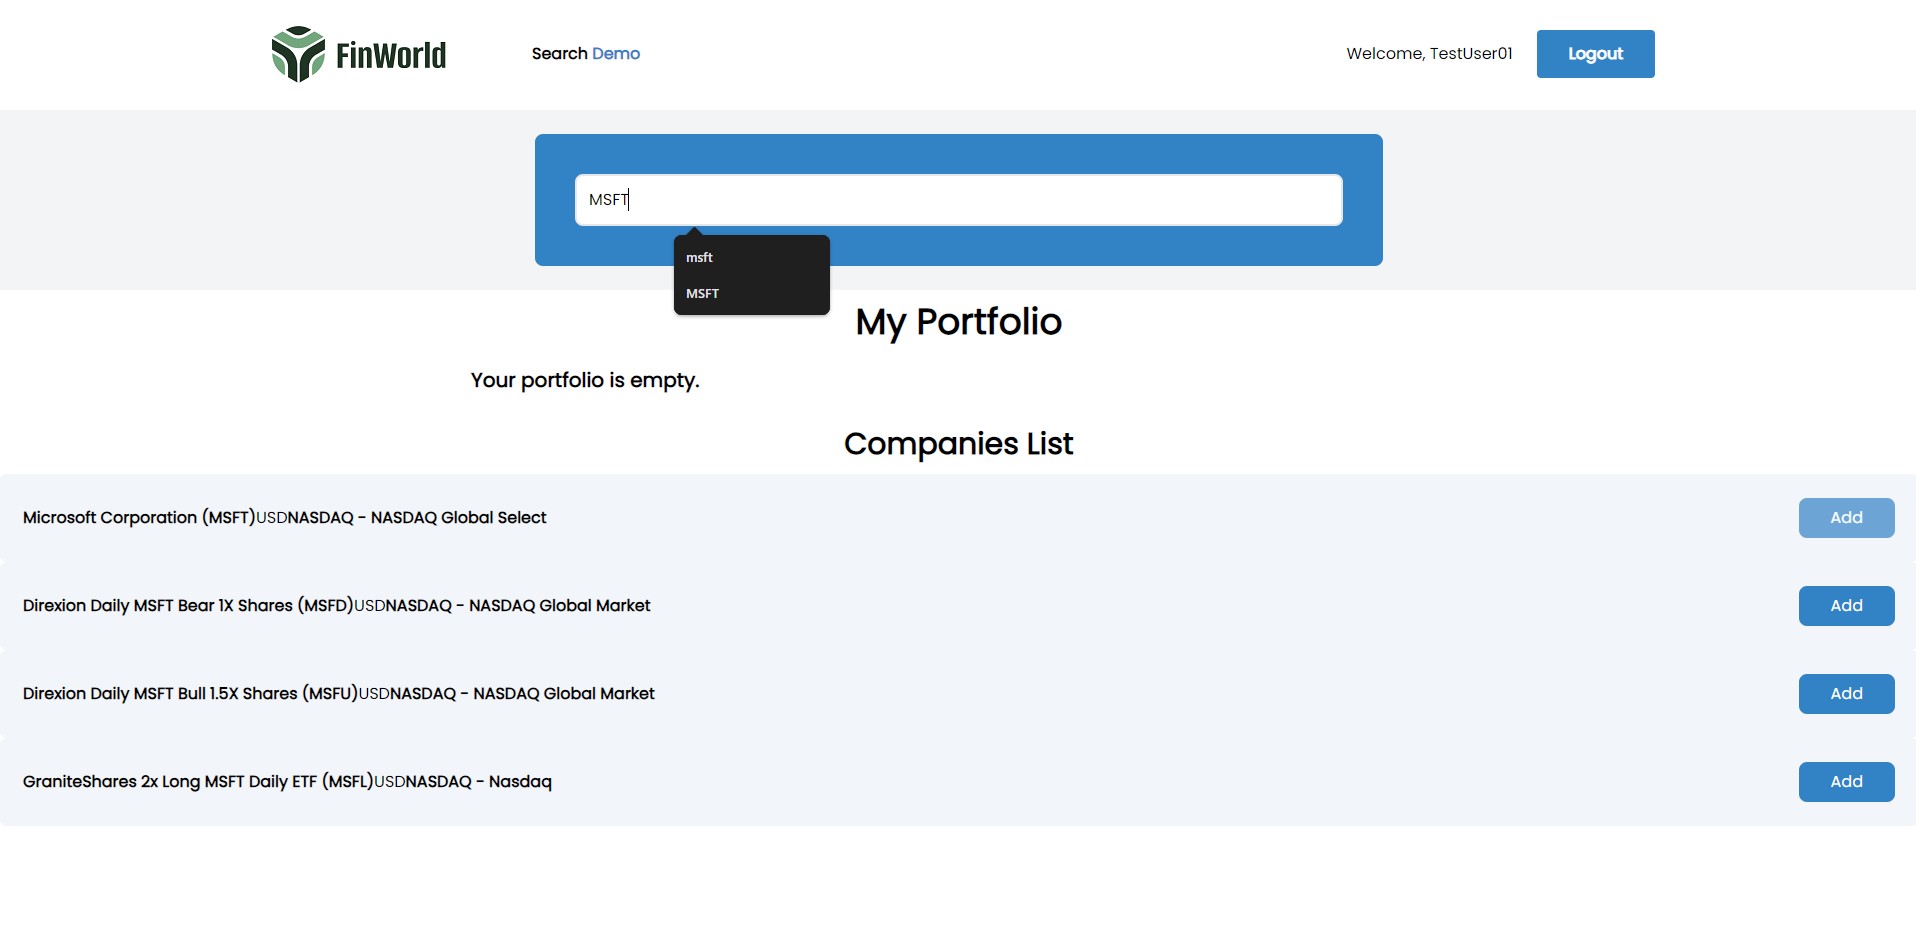 FinWorld
Search Demo
Welcome, TestUser01
Logout
MSFT
msft
MSFT
My Portfolio
Your portfolio is empty.
Companies List
Microsoft Corporation (MSFT)USDNASDAQ - NASDAQ Global Select
Add
Direxion Daily MSFT Bear 1X Shares (MSFD)USDNASDAQ - NASDAQ Global Market
Add
Direxion Daily MSFT Bull 1.5X Shares (MSFU)USDNASDAQ - NASDAQ Global Market
Add
GraniteShares 2x Long MSFT Daily ETF (MSFL)USDNASDAQ - Nasdaq
Add